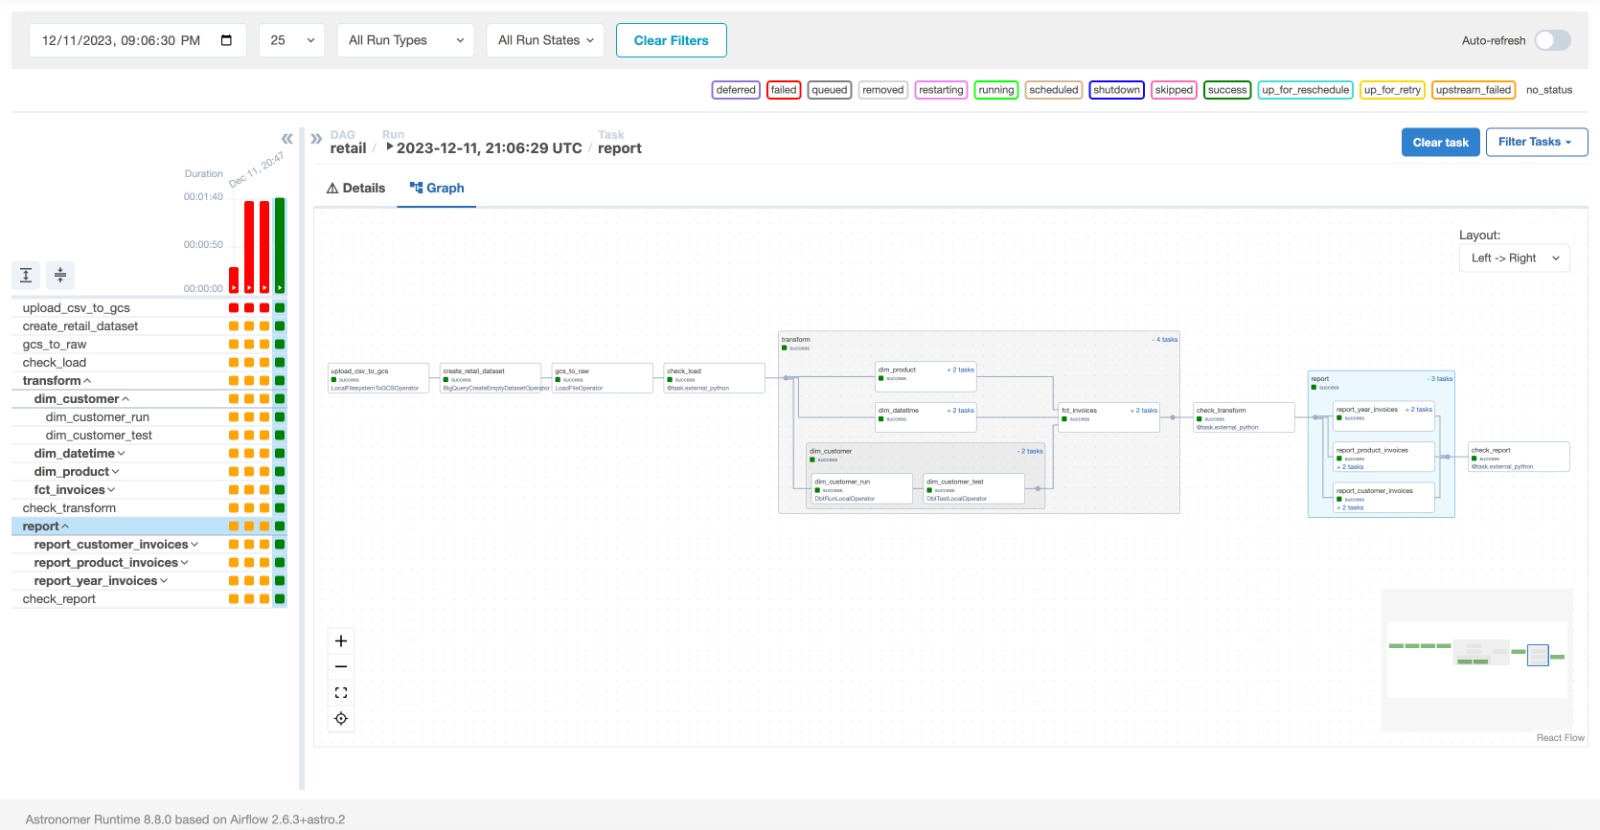 12/11/2023, 09:06:30 PM
25
All Run Types
All Run States
Clear Filters
Auto-refresh
deferred
failed
queued
removed
restarting
running
scheduled
shutdown
skipped
success
up_for_reschedule
up_for_retry
upstream_failed
no_status
Duration
Dec 11, 20:47
00:01:40
00:00:50
00:00:00
upload_csv_to_gcs
create_retail_dataset
gcs_to_raw
check_load
transform
dim_customer
dim_customer_run
dim_customer_test
dim_datetime
dim_product
fct_invoices
check_transform
report
report_customer_invoices
report_product_invoices
report_year_invoices
check_report
DAG
retail
/
Run
2023-12-11, 21:06:29 UTC
/
Task
report
Clear task
Filter Tasks
Details
Graph
Layout:
Left -> Right
upload_csv_to_gcs
success
LocalFilesystemToGCSOperator
create_retail_dataset
success
BigQueryCreateEmptyDatasetOperator
gcs_to_raw
success
LoadFileOperator
check_load
success
@task.external_python
transform
- 4 tasks
success
dim_product
+ 2 tasks
success
dim_datetime
+ 2 tasks
success
dim_customer
- 2 tasks
success
dim_customer_run
success
DbtRunLocalOperator
dim_customer_test
success
DbtTestLocalOperator
fct_invoices
+ 2 tasks
success
check_transform
success
@task.external_python
report
- 3 tasks
success
report_year_invoices
+ 2 tasks
success
report_product_invoices
success
+ 2 tasks
report_customer_invoices
success
+ 2 tasks
check_report
success
@task.external_python
React Flow
Astronomer Runtime 8.8.0 based on Airflow 2.6.3+astro.2